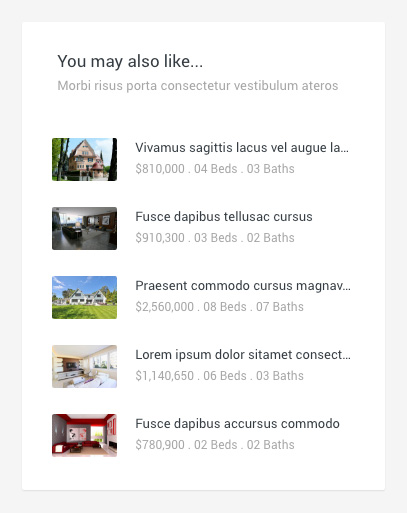 You may also like...
Morbi risus porta consectetur vestibulum ateros
Vivamus sagittis lacus vel augue la...
$810,000 . 04 Beds . 03 Baths
Fusce dapibus tellusac cursus
$910,300 . 03 Beds . 02 Baths
Praesent commodo cursus magnav...
$2,560,000 . 08 Beds . 07 Baths
Lorem ipsum dolor sitamet consect...
$1,140,650 . 06 Beds . 03 Baths
Fusce dapibus accursus commodo
$780,900 . 02 Beds . 02 Baths